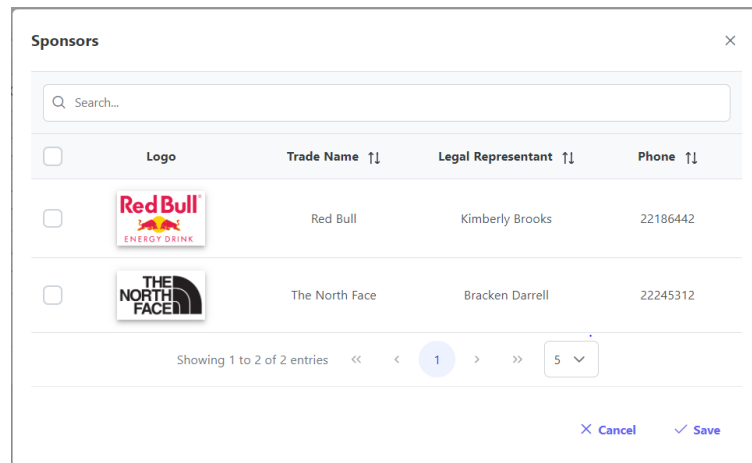 Sponsors
Search...
Logo Trade Name Legal Representant Phone
Red Bull
ENERGY DRINK
Red Bull Kimberly Brooks 22186442
THE
NORTH
FACE
The North Face Bracken Darrell 22245312
Showing 1 to 2 of 2 entries << < 1 > >> 5
Cancel Save